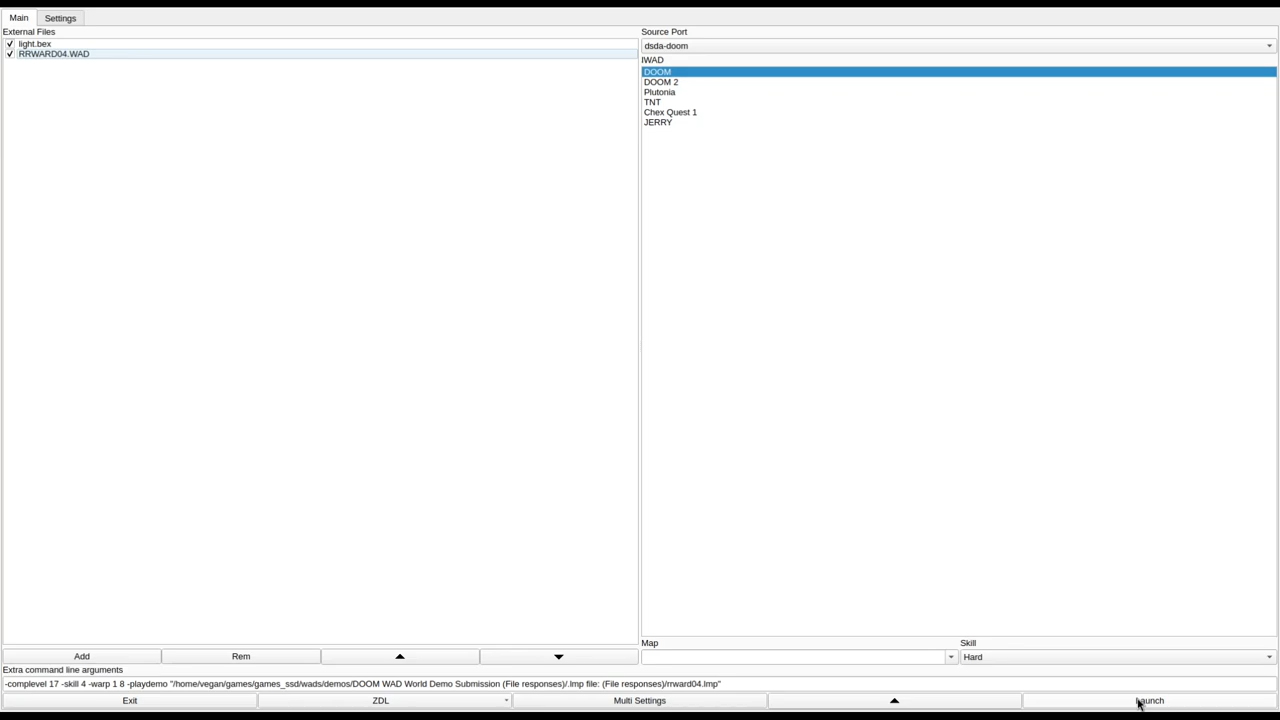 Main Settings
External Files
light.bex
RRWARD04.WAD
Source Port
dsda-doom
IWAD
DOOM
DOOM 2
Plutonia
TNT
Chex Quest 1
JERRY
Map Skill
Hard
Add Rem
Extra command line arguments
-complevel 17 -skill 4 -warp 1 8 -playdemo "/home/vegan/games/games_ssd/wads/demos/DOOM WAD World Demo Submission (File responses)/.lmp file: (File responses)/rrward04.lmp"
Exit ZDL Multi Settings Launch